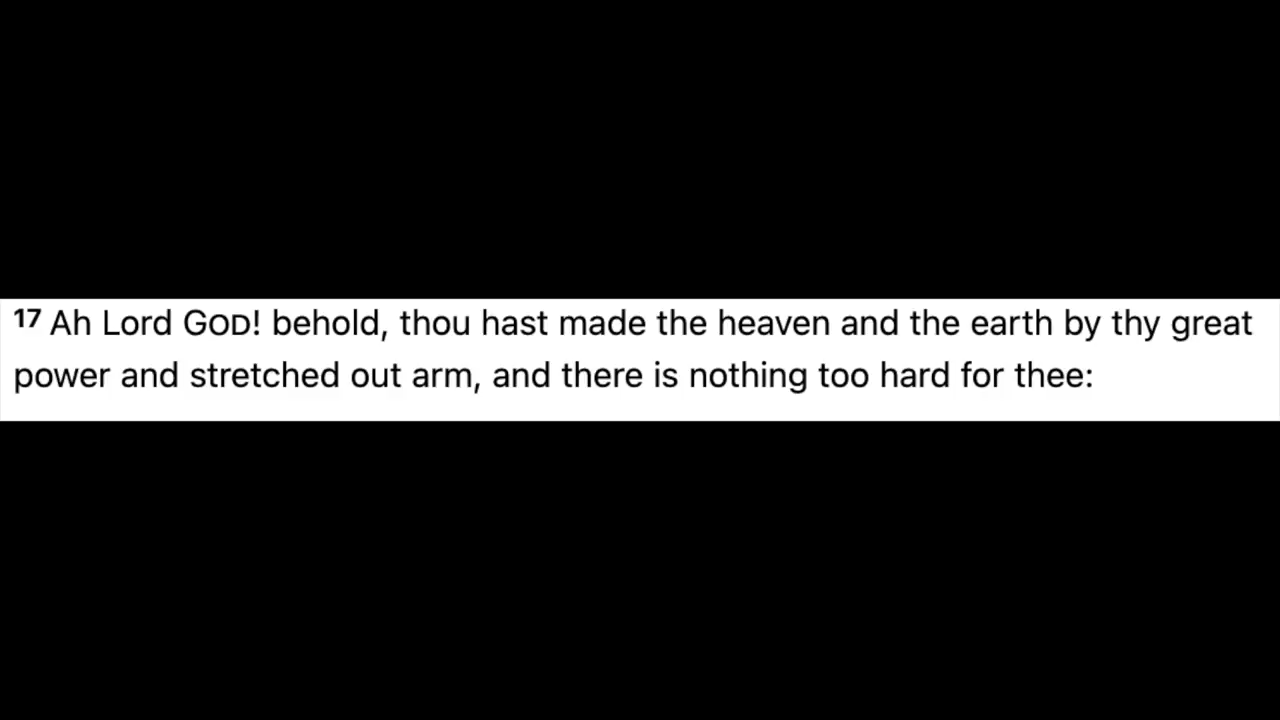 17 Ah Lord GOD! behold, thou hast made the heaven and the earth by thy great
power and stretched out arm, and there is nothing too hard for thee: